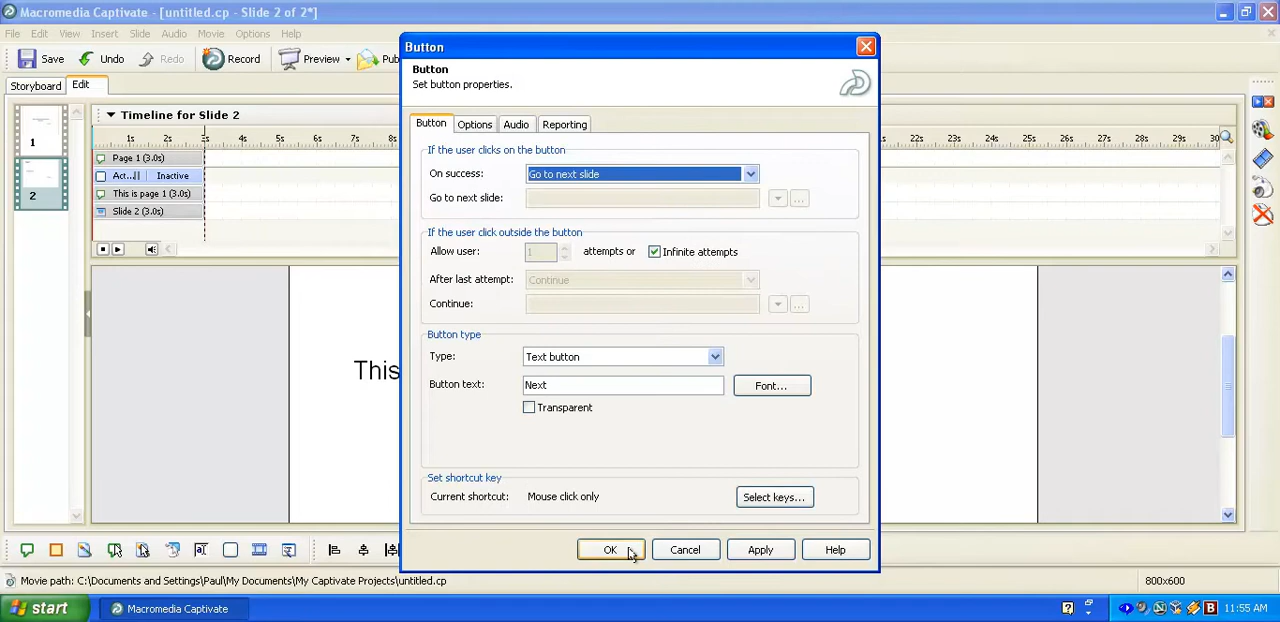 Macromedia Captivate - [untitled.cp - Slide 2 of 2*]
File Edit View Insert Slide Audio Movie Options Help
Save Undo Redo Record Preview Pub
Storyboard Edit
Timeline for Slide 2
1s 2s 3s 4s 5s 6s 7s 8s 22s 23s 24s 25s 26s 27s 28s 29s 30
Page 1 (3.0s)
Act...|| Inactive
This is page 1 (3.0s)
Slide 2 (3.0s)
1
2
This
Button
Button
Set button properties.
Button Options Audio Reporting
If the user clicks on the button
On success: Go to next slide
Go to next slide: ...
If the user click outside the button
Allow user: 1 attempts or Infinite attempts
After last attempt: Continue
Continue: ...
Button type
Type: Text button
Button text: Next Font...
Transparent
Set shortcut key
Current shortcut: Mouse click only Select keys...
OK Cancel Apply Help
Movie path: C:\Documents and Settings\Paul\My Documents\My Captivate Projects\untitled.cp 800x600
start Macromedia Captivate 11:55 AM